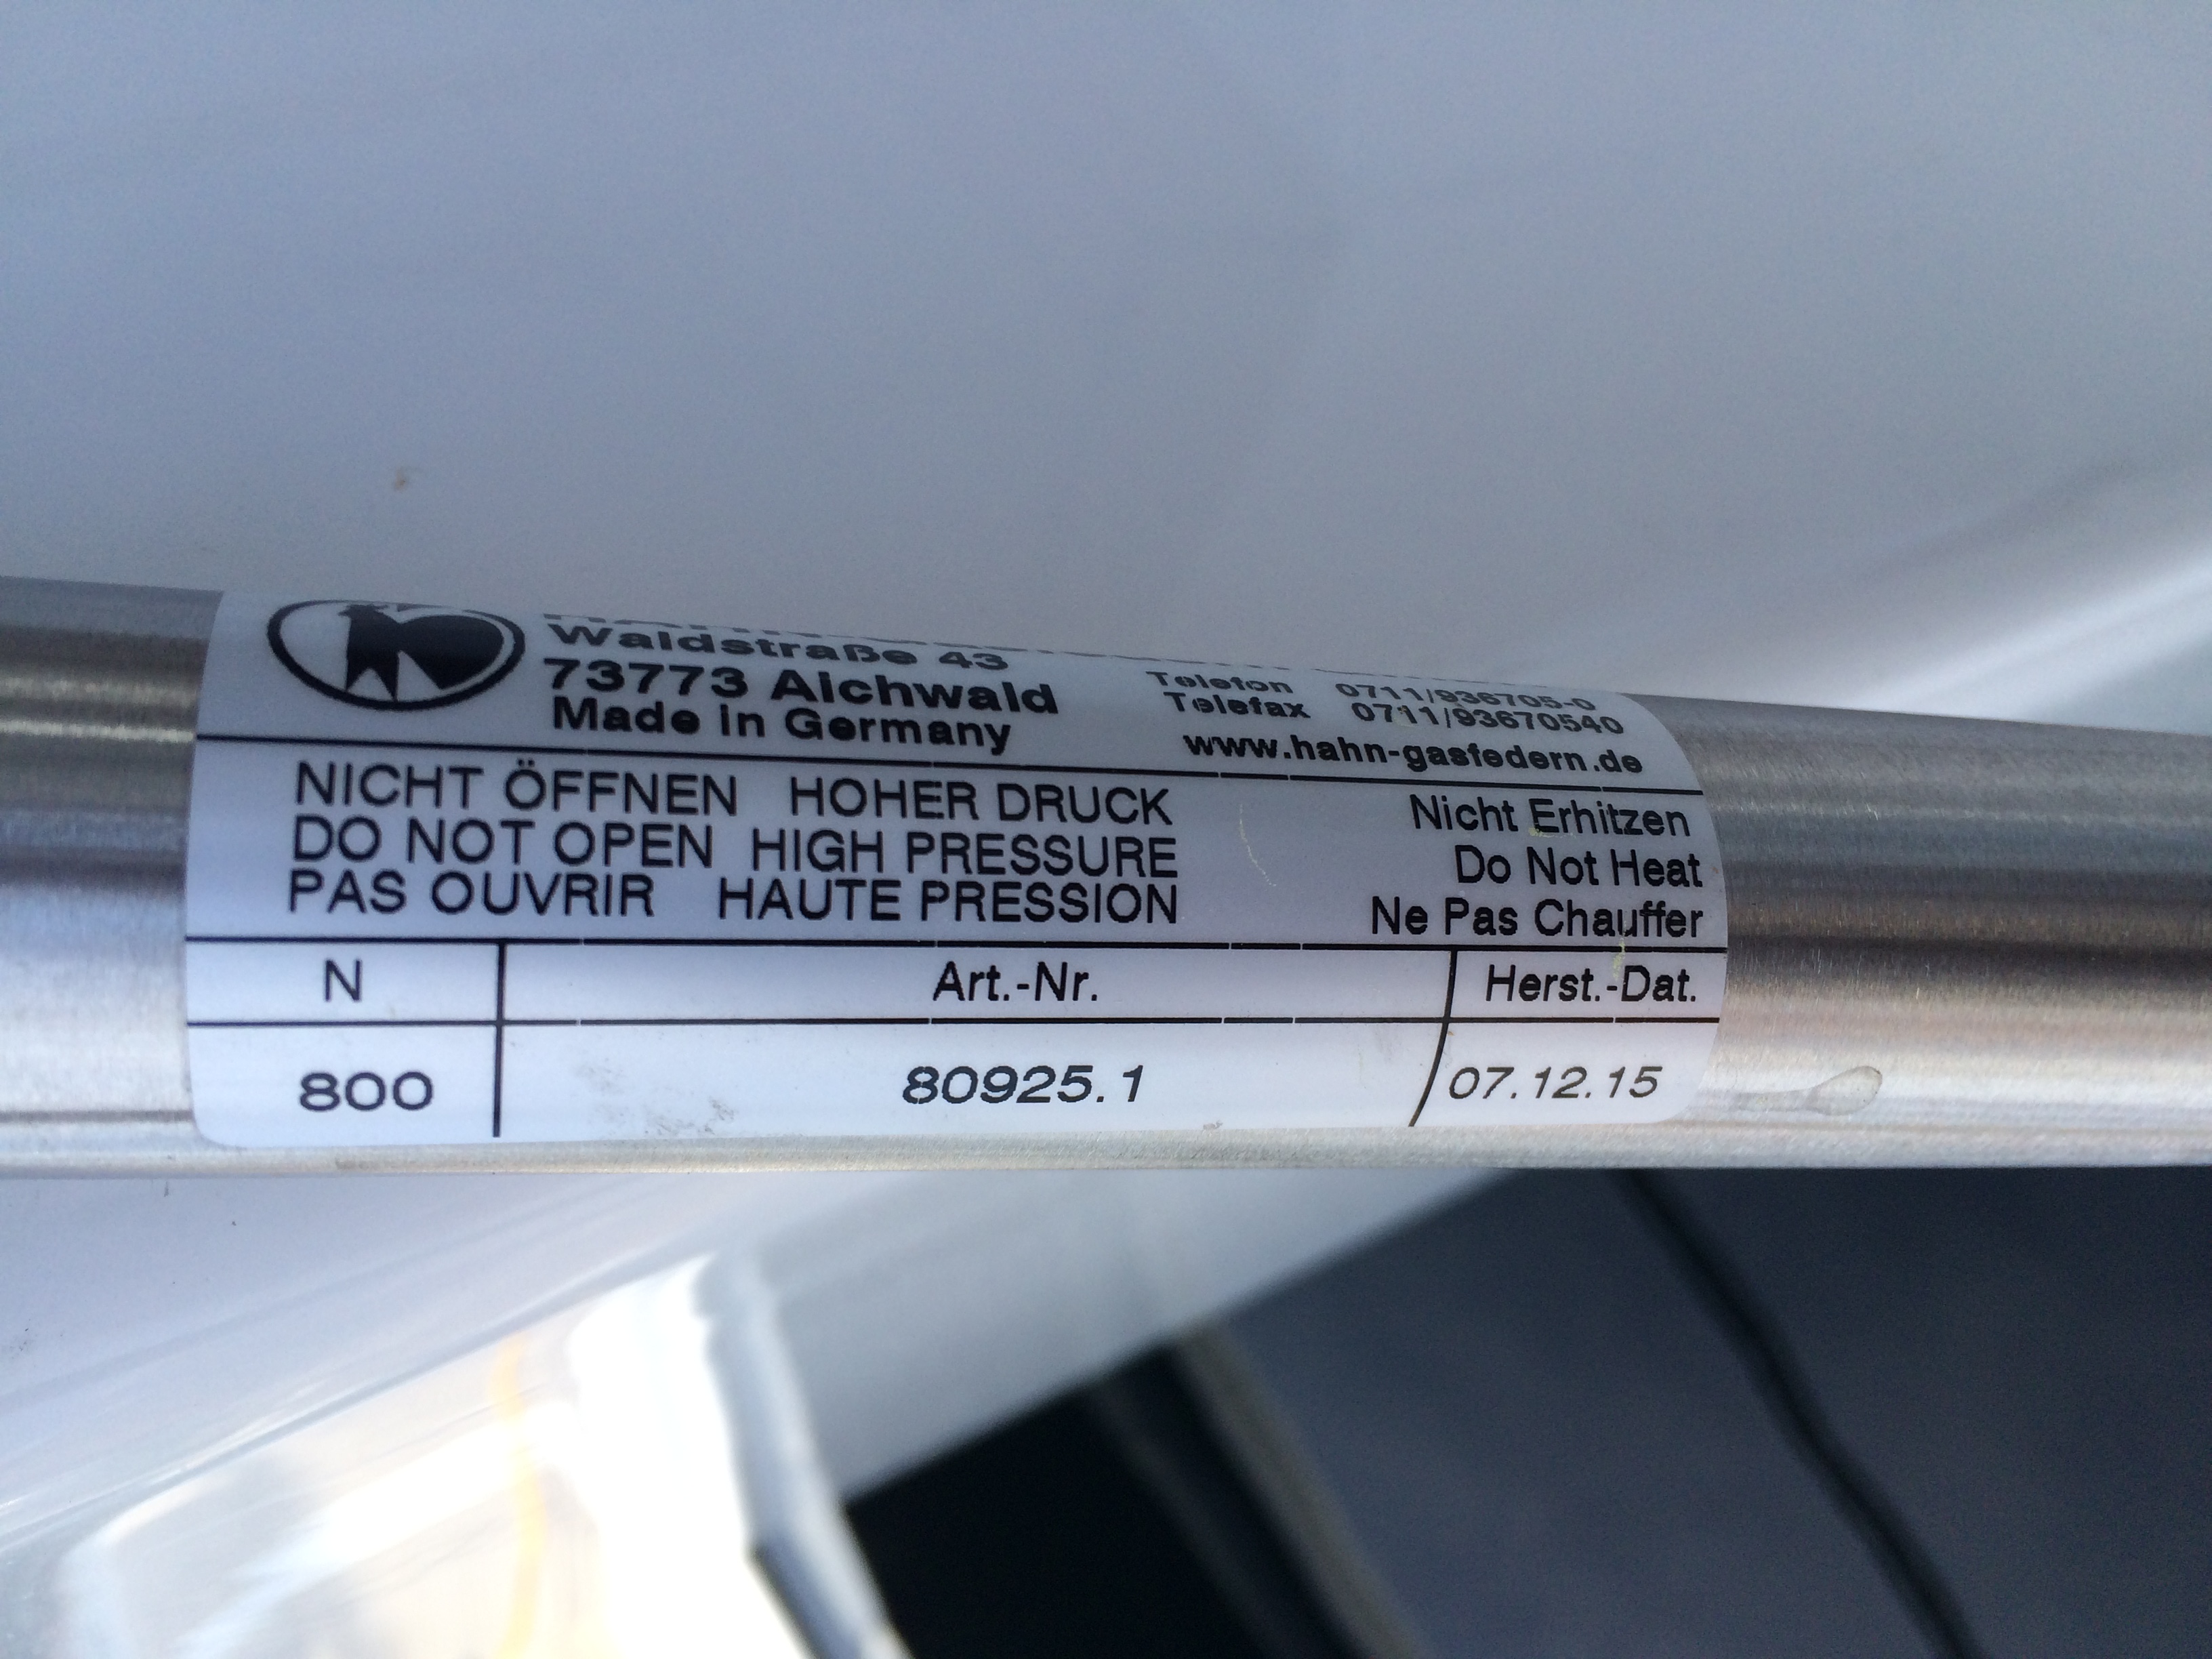 Waldstraße 43
73773 Aichwald
Made in Germany
Telefon 0711/936705-0
Telefax 0711/93670540
www.hahn-gasfedern.de
NICHT ÖFFNEN HOHER DRUCK
DO NOT OPEN HIGH PRESSURE
PAS OUVRIR HAUTE PRESSION
Nicht Erhitzen
Do Not Heat
Ne Pas Chauffer
N Art.-Nr. Herst.-Dat.
800 80925.1 07.12.15